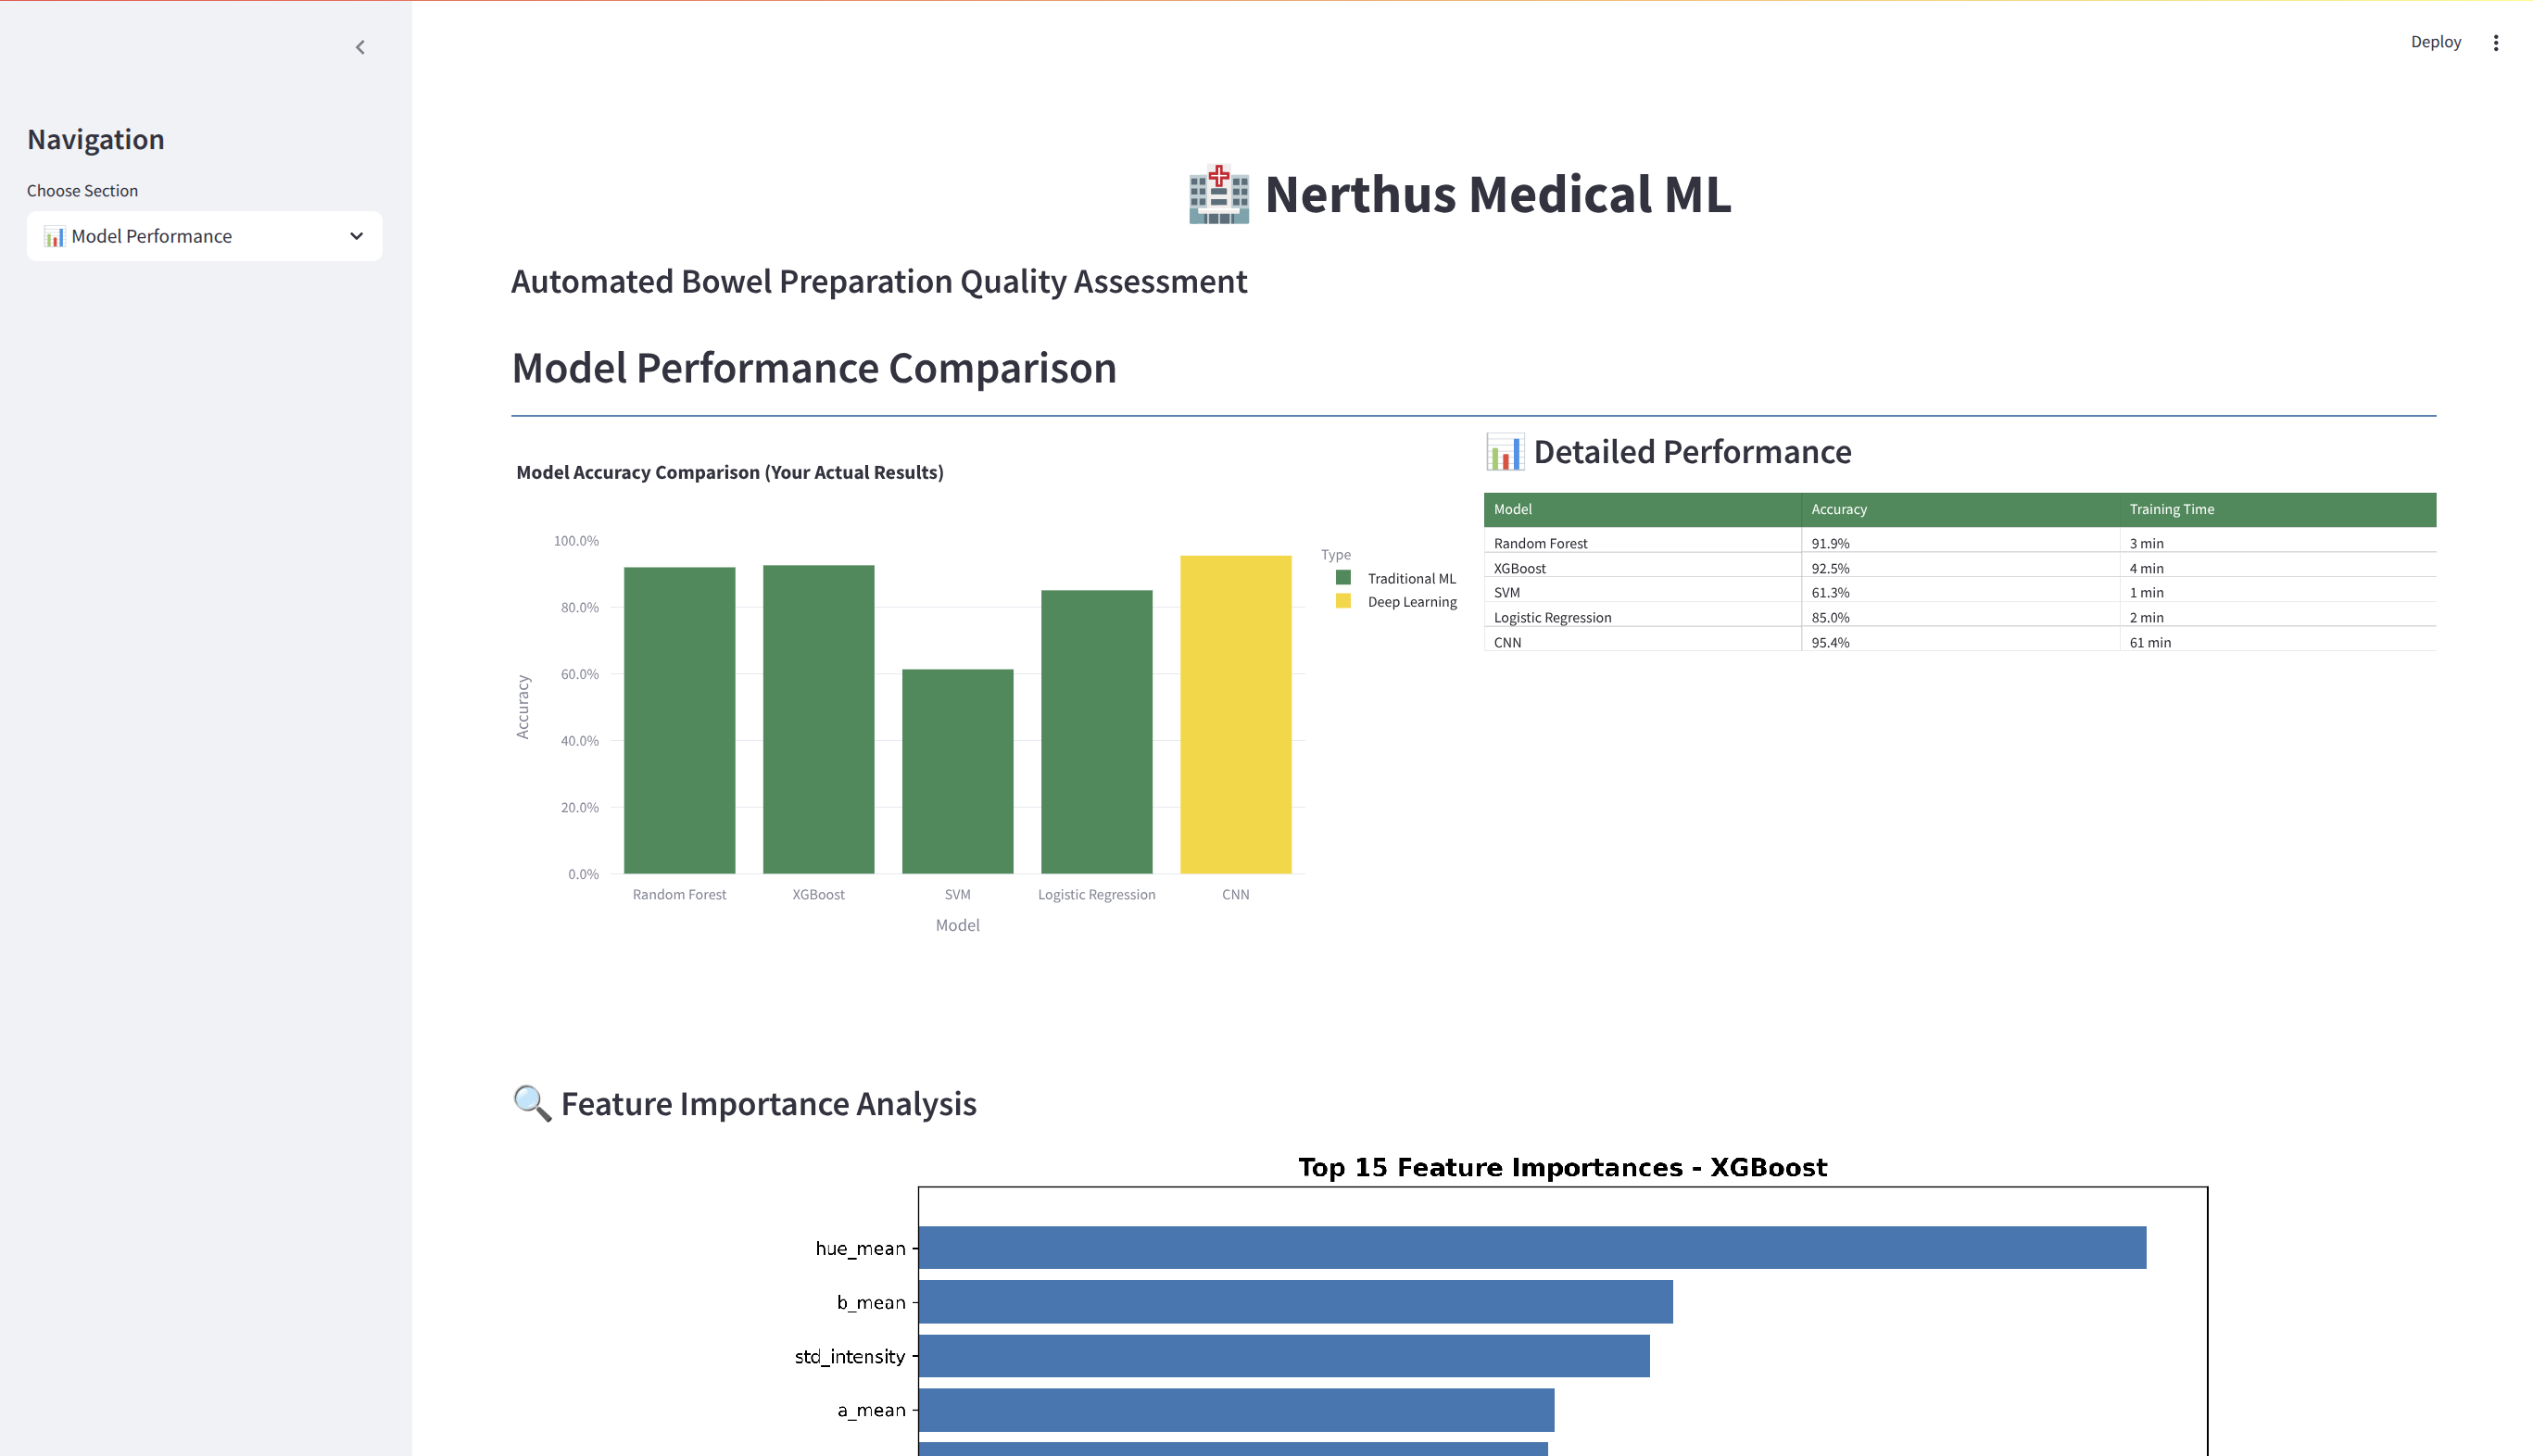 Deploy
Navigation
Choose Section
Model Performance
Nerthus Medical ML
Automated Bowel Preparation Quality Assessment
Model Performance Comparison
Model Accuracy Comparison (Your Actual Results)
100.0%
80.0%
60.0%
40.0%
20.0%
0.0%
Accuracy
Random Forest XGBoost SVM Logistic Regression CNN
Model
Type
Traditional ML
Deep Learning
Detailed Performance
Model Accuracy Training Time
Random Forest 91.9% 3 min
XGBoost 92.5% 4 min
SVM 61.3% 1 min
Logistic Regression 85.0% 2 min
CNN 95.4% 61 min
Feature Importance Analysis
Top 15 Feature Importances - XGBoost
hue_mean
b_mean
std_intensity
a_mean